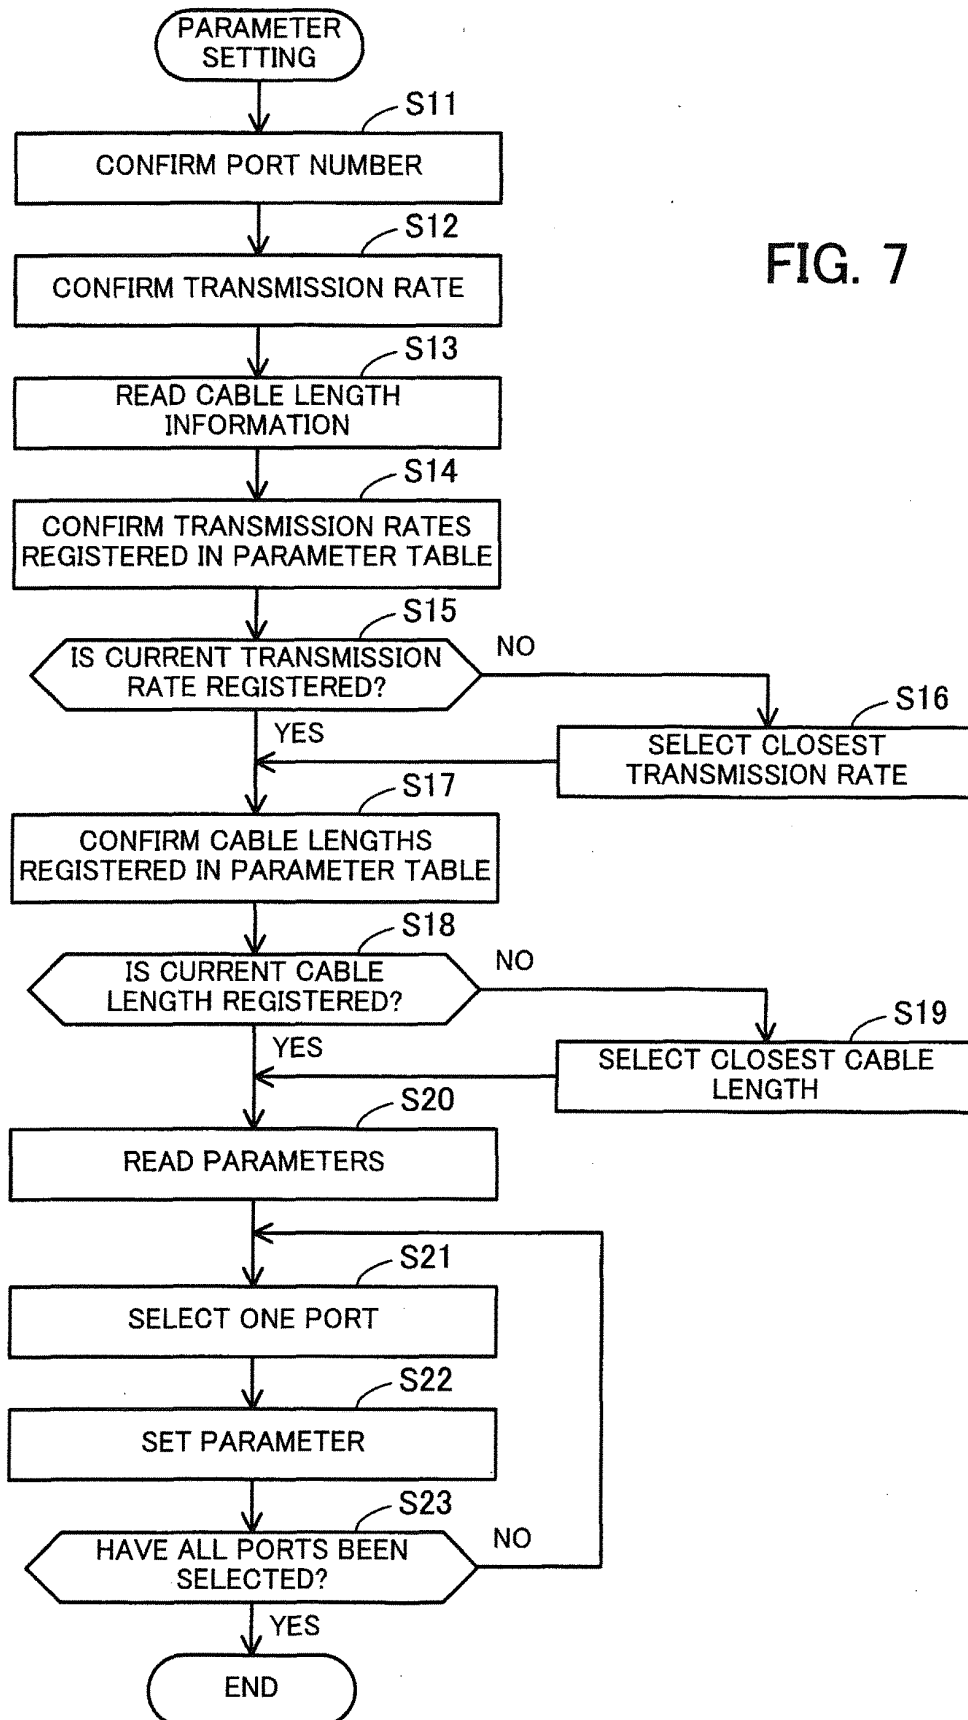 PARAMETER
SETTING
S11
CONFIRM PORT NUMBER
S12
CONFIRM TRANSMISSION RATE
FIG. 7
S13
READ CABLE LENGTH
INFORMATION
S14
CONFIRM TRANSMISSION RATES
REGISTERED IN PARAMETER TABLE
S15
IS CURRENT TRANSMISSION
RATE REGISTERED?
NO
YES
S16
SELECT CLOSEST
TRANSMISSION RATE
S17
CONFIRM CABLE LENGTHS
REGISTERED IN PARAMETER TABLE
S18
IS CURRENT CABLE
LENGTH REGISTERED?
NO
YES
S19
SELECT CLOSEST CABLE
LENGTH
S20
READ PARAMETERS
S21
SELECT ONE PORT
S22
SET PARAMETER
S23
HAVE ALL PORTS BEEN
SELECTED?
NO
YES
END